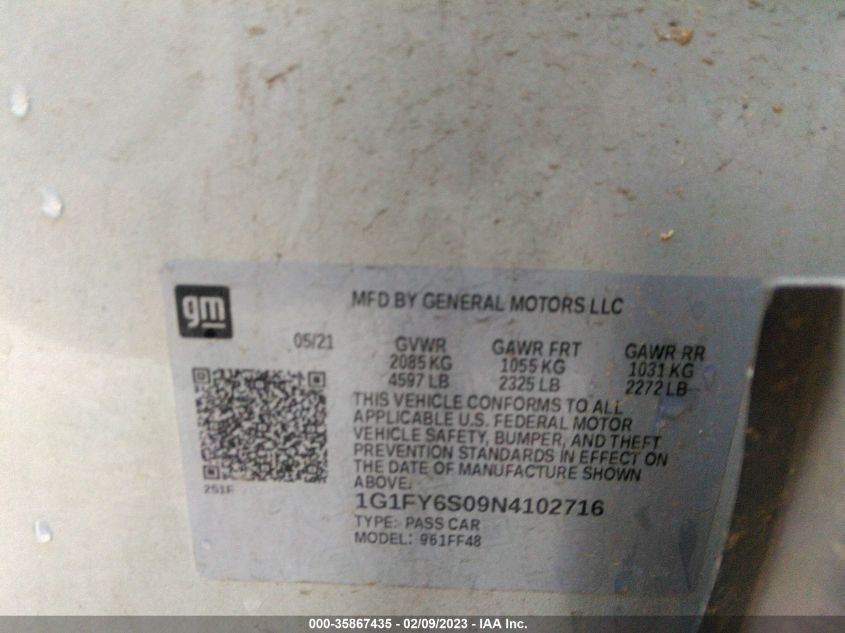 gm
MFD BY GENERAL MOTORS LLC
05/21
GVWR GAWR FRT GAWR RR
2085 KG 1055 KG 1031 KG
4597 LB 2325 LB 2272 LB
THIS VEHICLE CONFORMS TO ALL
APPLICABLE U.S. FEDERAL MOTOR
VEHICLE SAFETY, BUMPER, AND THEFT
PREVENTION STANDARDS IN EFFECT ON
THE DATE OF MANUFACTURE SHOWN
ABOVE.
251F
1G1FY6S09N4102716
TYPE: PASS CAR
MODEL: 961FF48
000-35867435 - 02/09/2023 - IAA Inc.